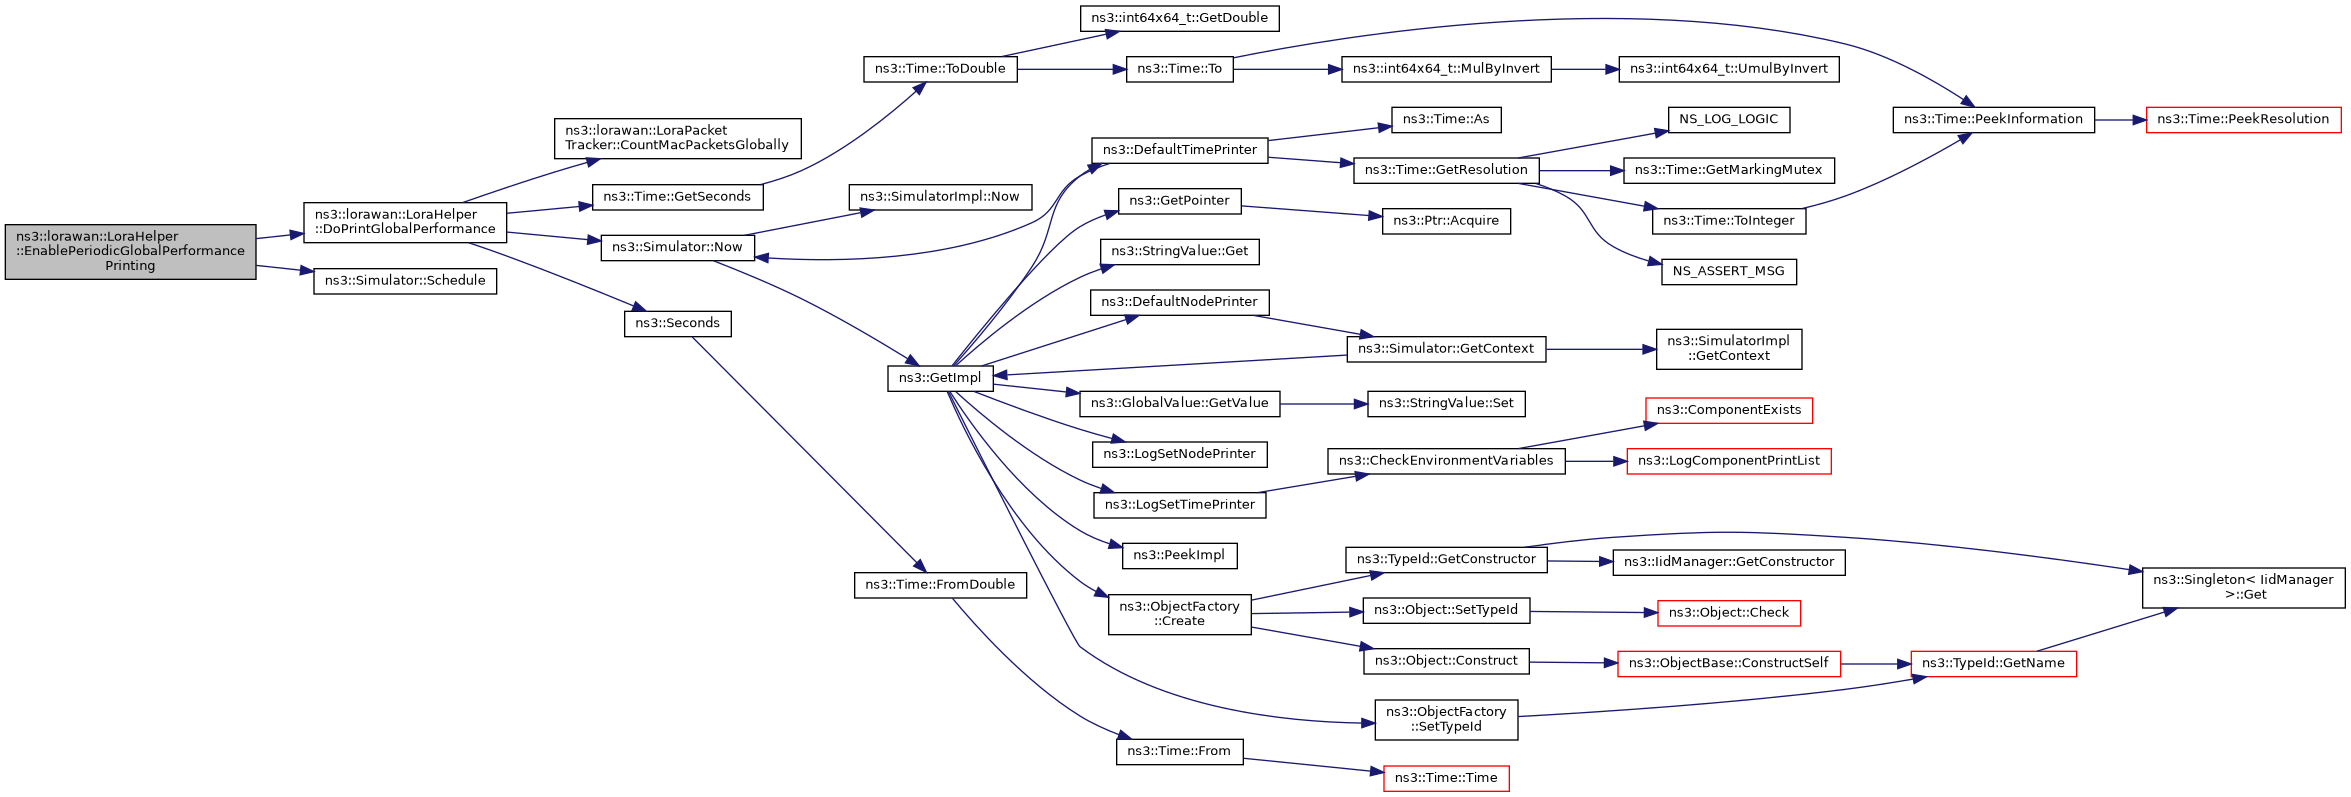 ns3::lorawan::LoraHelper
::EnablePeriodicGlobalPerformance
Printing
ns3::lorawan::LoraHelper
::DoPrintGlobalPerformance
ns3::Simulator::Schedule
ns3::lorawan::LoraPacket
Tracker::CountMacPacketsGlobally
ns3::Time::GetSeconds
ns3::Simulator::Now
ns3::Seconds
ns3::Time::ToDouble
ns3::SimulatorImpl::Now
ns3::GetImpl
ns3::Time::FromDouble
ns3::int64x64_t::GetDouble
ns3::Time::To
ns3::DefaultTimePrinter
ns3::GetPointer
ns3::StringValue::Get
ns3::DefaultNodePrinter
ns3::GlobalValue::GetValue
ns3::LogSetNodePrinter
ns3::LogSetTimePrinter
ns3::PeekImpl
ns3::ObjectFactory
::Create
ns3::Time::From
ns3::int64x64_t::MulByInvert
ns3::Time::As
ns3::Time::GetResolution
ns3::Ptr::Acquire
ns3::Simulator::GetContext
ns3::StringValue::Set
ns3::CheckEnvironmentVariables
ns3::TypeId::GetConstructor
ns3::Object::SetTypeId
ns3::Object::Construct
ns3::ObjectFactory
::SetTypeId
ns3::Time::Time
ns3::int64x64_t::UmulByInvert
NS_LOG_LOGIC
ns3::Time::GetMarkingMutex
ns3::Time::ToInteger
NS_ASSERT_MSG
ns3::SimulatorImpl
::GetContext
ns3::ComponentExists
ns3::LogComponentPrintList
ns3::IidManager::GetConstructor
ns3::Object::Check
ns3::ObjectBase::ConstructSelf
ns3::Time::PeekInformation
ns3::TypeId::GetName
ns3::Time::PeekResolution
ns3::Singleton< IidManager
>::Get